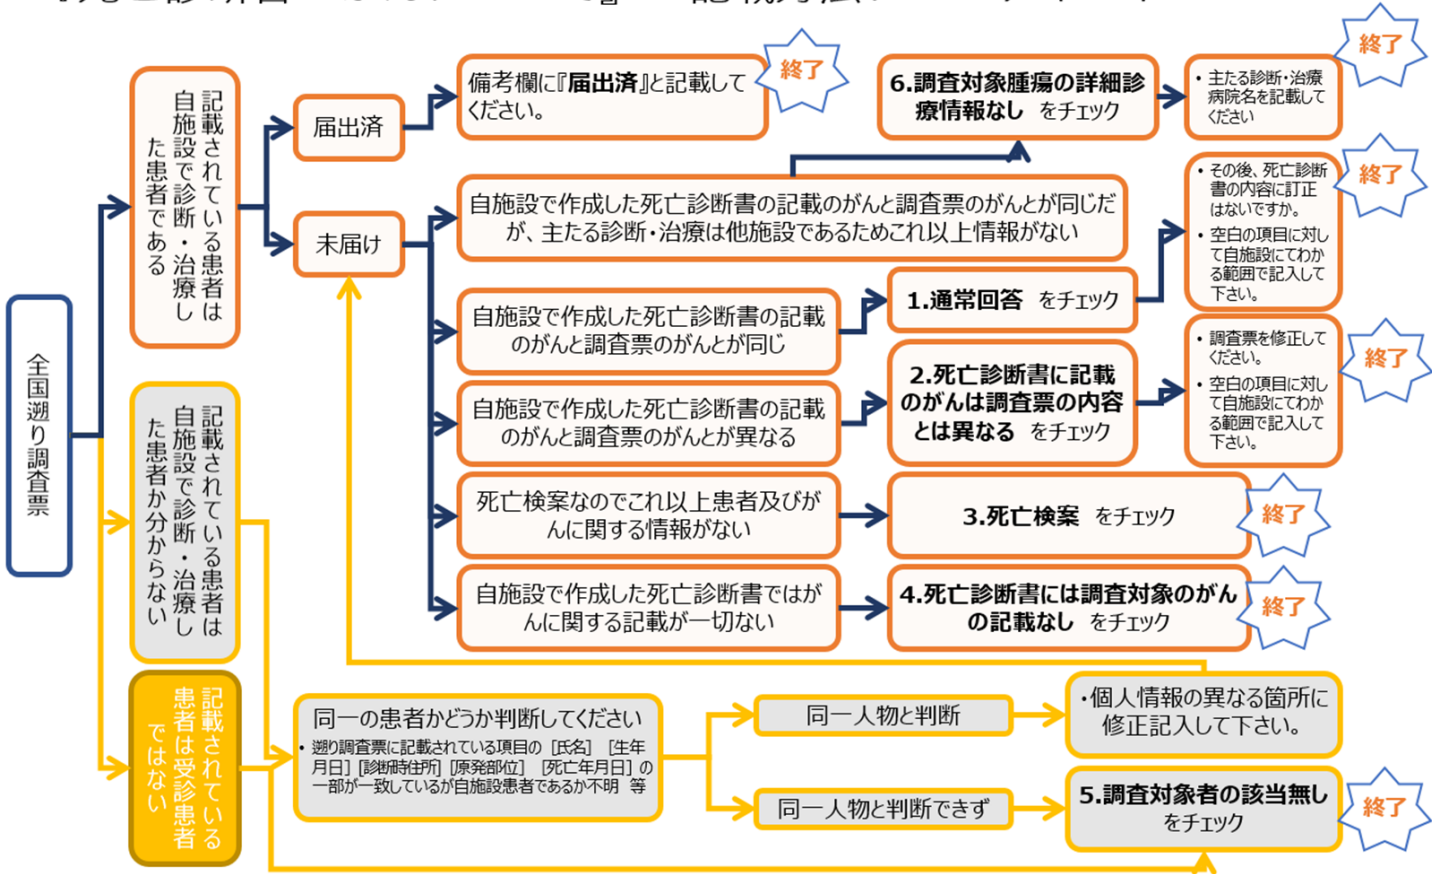 全国遡り調査票
記載されている患者は
自施設で診断・治療し
た患者である
届出済
備考欄に『届出済』と記載して
ください。
終了
未届け
自施設で作成した死亡診断書の記載のがんと調査票のがんとが同じだ
が、主たる診断・治療は他施設であるためこれ以上情報がない
6.調査対象腫瘍の詳細診
療情報なし をチェック
・主たる診断・治療
病院名を記載して
ください
終了
自施設で作成した死亡診断書の記載
のがんと調査票のがんとが同じ
1.通常回答 をチェック
・その後、死亡診断
書の内容に訂正
はないですか。
・空白の項目に対し
て自施設にてわか
る範囲で記入して
下さい。
終了
自施設で作成した死亡診断書の記載
のがんと調査票のがんとが異なる
2.死亡診断書に記載
のがんは調査票の内容
とは異なる をチェック
・調査票を修正して
ください。
・空白の項目に対し
て自施設にてわか
る範囲で記入して
下さい。
終了
死亡検案なのでこれ以上患者及びが
んに関する情報がない
3.死亡検案 をチェック
終了
自施設で作成した死亡診断書ではが
んに関する記載が一切ない
4.死亡診断書には調査対象のがん
の記載なし をチェック
終了
記載されている患者は
自施設で診断・治療し
た患者か分からない
記載されている
患者は受診患者
ではない
同一の患者かどうか判断してください
・遡り調査票に記載されている項目の [氏名] [生年
月日] [診断時住所] [原発部位] [死亡年月日] の
一部が一致しているが自施設患者であるか不明 等
同一人物と判断
・個人情報の異なる箇所に
修正記入して下さい。
同一人物と判断できず
5.調査対象者の該当無し
をチェック
終了